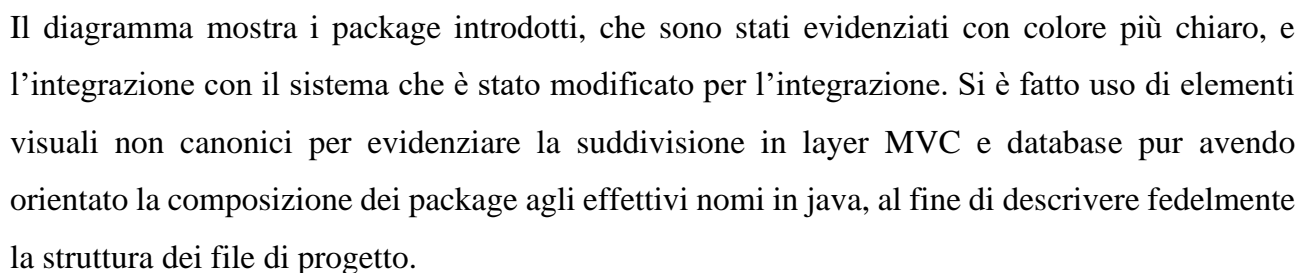 Il diagramma mostra i package introdotti, che sono stati evidenziati con colore più chiaro, e
l’integrazione con il sistema che è stato modificato per l’integrazione. Si è fatto uso di elementi
visuali non canonici per evidenziare la suddivisione in layer MVC e database pur avendo
orientato la composizione dei package agli effettivi nomi in java, al fine di descrivere fedelmente
la struttura dei file di progetto.